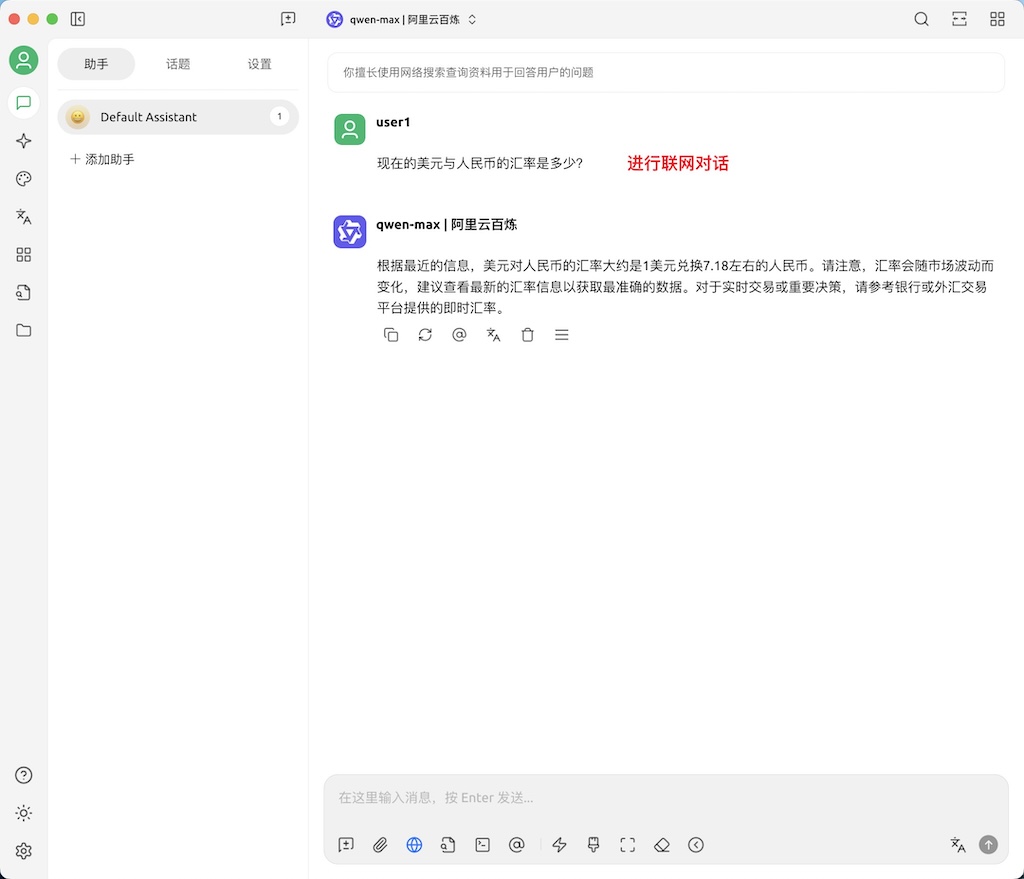 qwen-max | 阿里云百炼
助手
话题
设置
Default Assistant
1
添加助手
你擅长使用网络搜索查询资料用于回答用户的问题
user1
现在的美元与人民币的汇率是多少?
进行联网对话
qwen-max | 阿里云百炼
根据最近的信息，美元对人民币的汇率大约是1美元兑换7.18左右的人民币。请注意，汇率会随市场波动而
变化，建议查看最新的汇率信息以获取最准确的数据。对于实时交易或重要决策，请参考银行或外汇交易
平台提供的即时汇率。
在这里输入消息，按 Enter 发送...